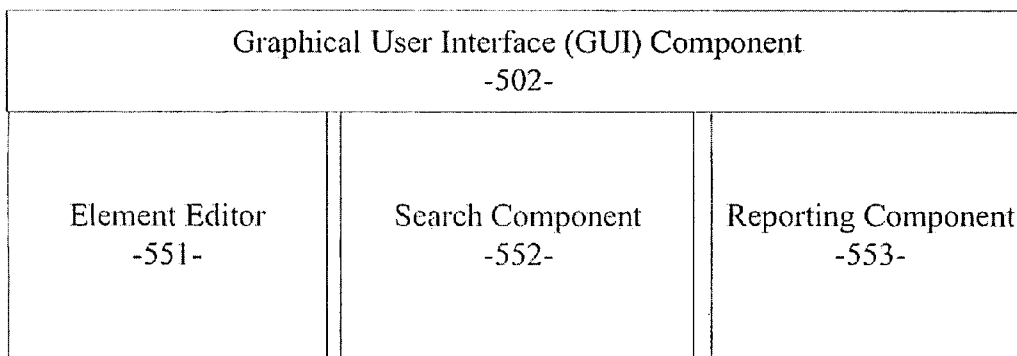 Graphical User Interface (GUI) Component
-502-
Element Editor
-551-
Search Component
-552-
Reporting Component
-553-